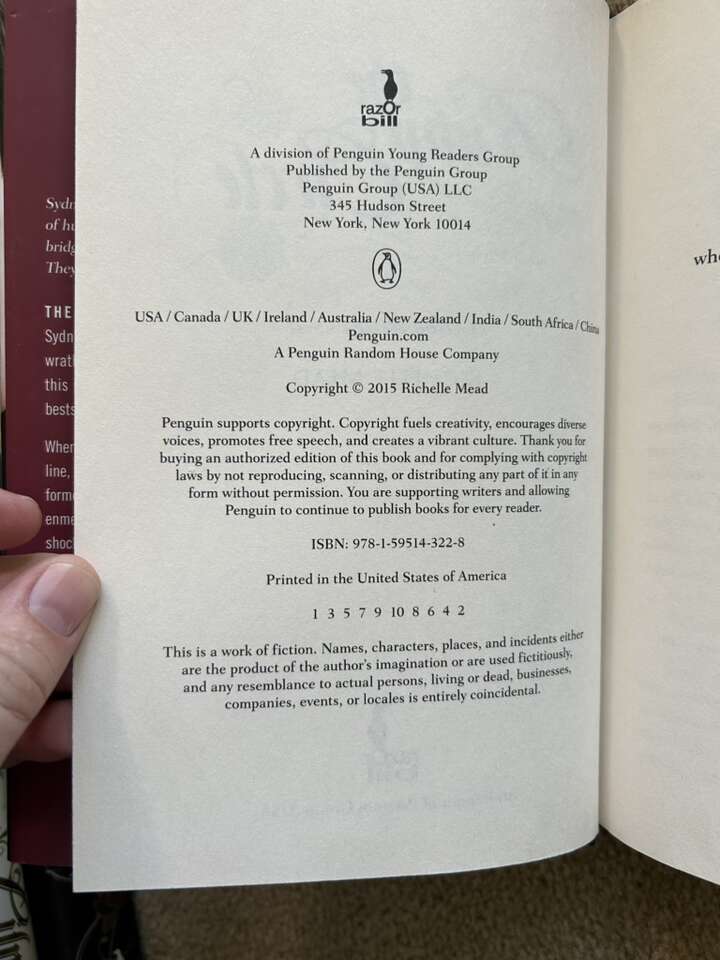 razOr
bill
A division of Penguin Young Readers Group
Published by the Penguin Group
Penguin Group (USA) LLC
345 Hudson Street
New York, New York 10014
USA / Canada / UK / Ireland / Australia / New Zealand / India / South Africa / China
Penguin.com
A Penguin Random House Company
Copyright © 2015 Richelle Mead
Penguin supports copyright. Copyright fuels creativity, encourages diverse
voices, promotes free speech, and creates a vibrant culture. Thank you for
buying an authorized edition of this book and for complying with copyright
laws by not reproducing, scanning, or distributing any part of it in any
form without permission. You are supporting writers and allowing
Penguin to continue to publish books for every reader.
ISBN: 978-1-59514-322-8
Printed in the United States of America
1 3 5 7 9 10 8 6 4 2
This is a work of fiction. Names, characters, places, and incidents either
are the product of the author's imagination or are used fictitiously,
and any resemblance to actual persons, living or dead, businesses,
companies, events, or locales is entirely coincidental.
of
They
THE
this
line,